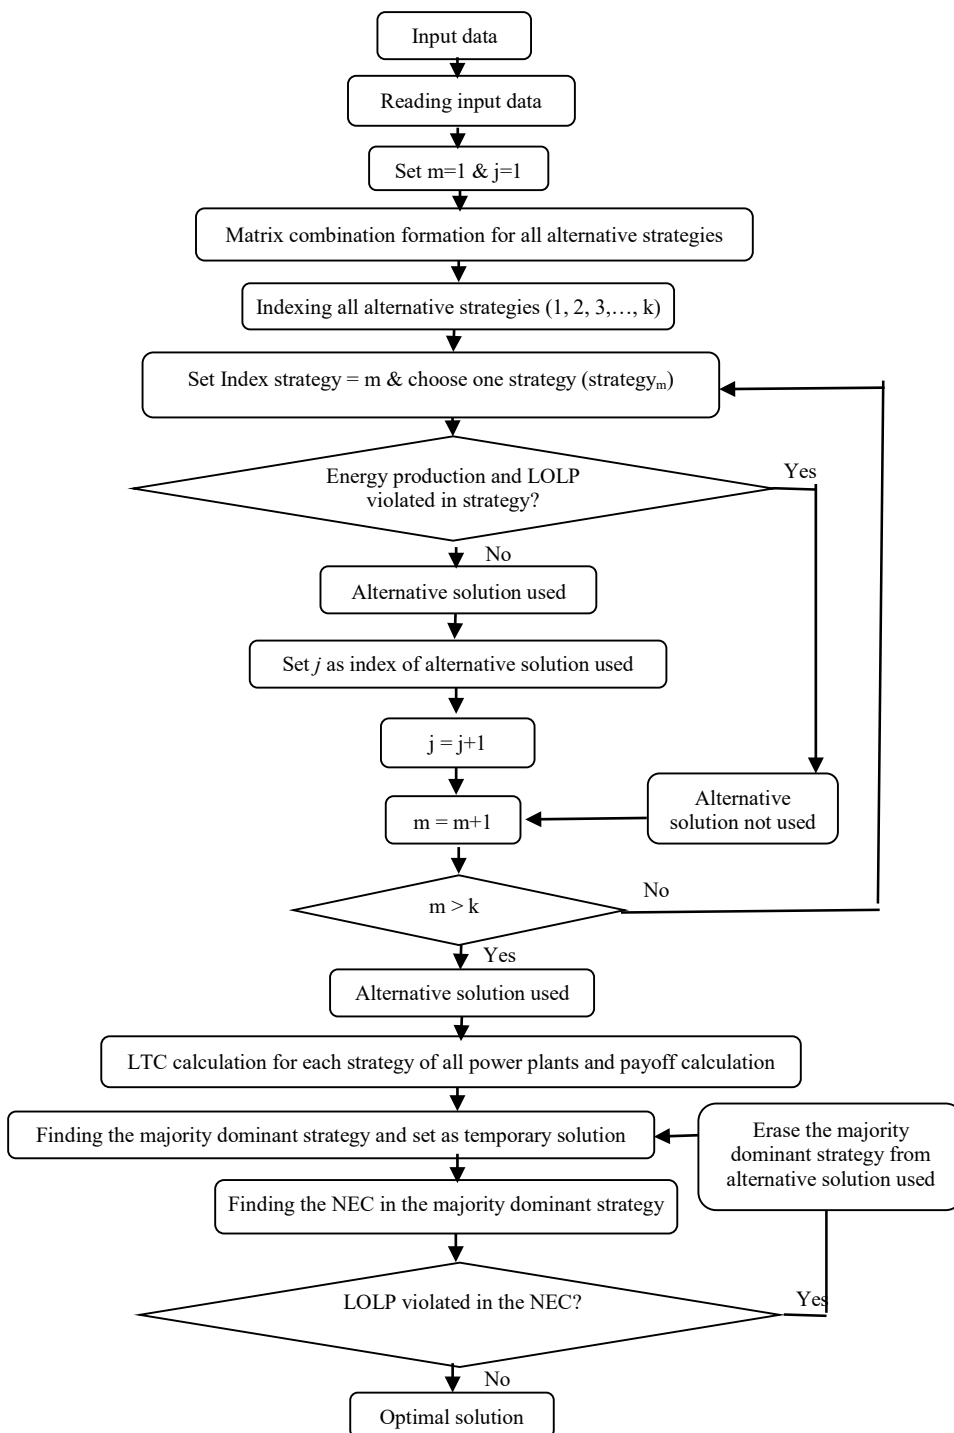 Input data
Reading input data
Set m=1 & j=1
Matrix combination formation for all alternative strategies
Indexing all alternative strategies (1, 2, 3,…, k)
Set Index strategy = m & choose one strategy (strategyₘ)
Energy production and LOLP
violated in strategy?
Yes
No
Alternative solution used
Set j as index of alternative solution used
j = j+1
Alternative
solution not used
m = m+1
m > k
No
Yes
Alternative solution used
LTC calculation for each strategy of all power plants and payoff calculation
Finding the majority dominant strategy and set as temporary solution
Erase the majority
dominant strategy from
alternative solution used
Finding the NEC in the majority dominant strategy
LOLP violated in the NEC?
Yes
No
Optimal solution